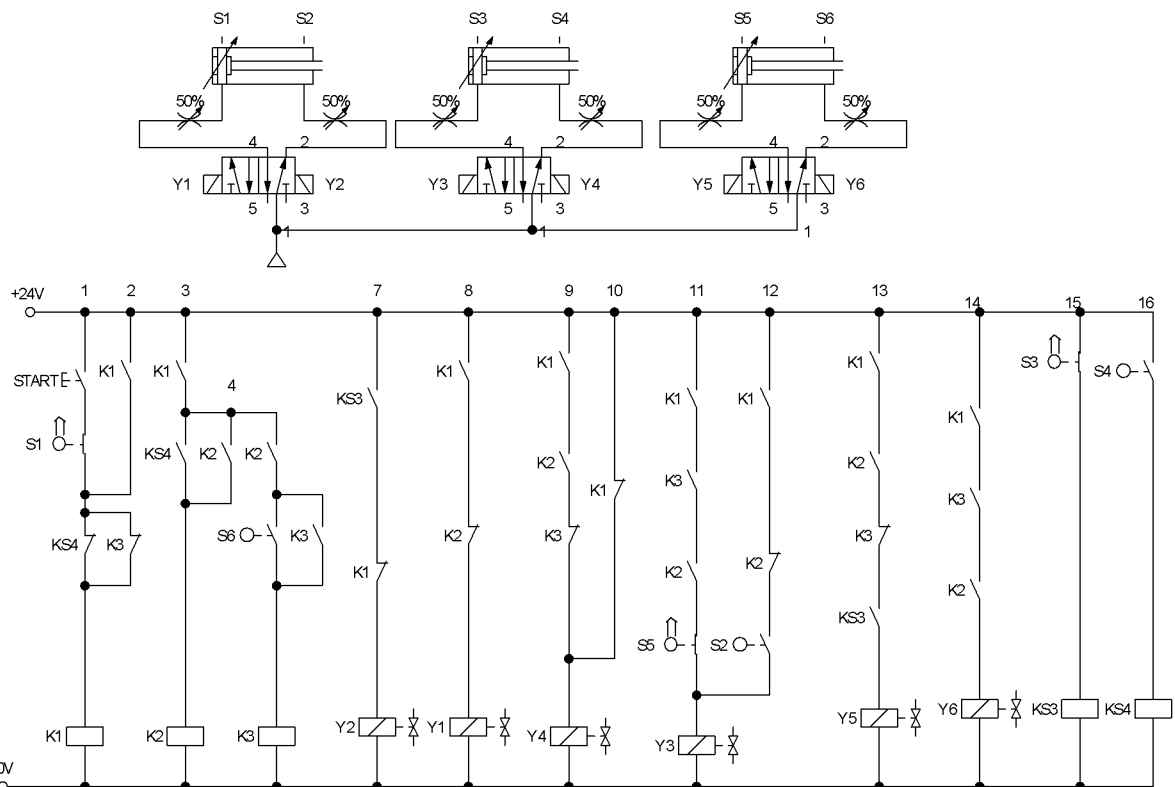 S1 S2 S3 S4 S5 S6
50% 50% 50% 50% 50% 50%
4 2 4 2 4 2
Y1 Y2 Y3 Y4 Y5 Y6
5 3 5 3 5 3
1 1 1
+24V 1 2 3 7 8 9 10 11 12 13 14 15 16
K1 K1 S3 S4
START K1 K1 KS3 K1 K1 K1
4 K1
S1 KS4 K2 K2 K2 K3 K2
K1 K3
KS4 K3 S6 K3 K2 K3 K3
K1 K2 K2 K2
KS3
S5 S2
Y2 Y1 Y4 Y3 Y5 Y6 KS3 KS4
K1 K2 K3
0V